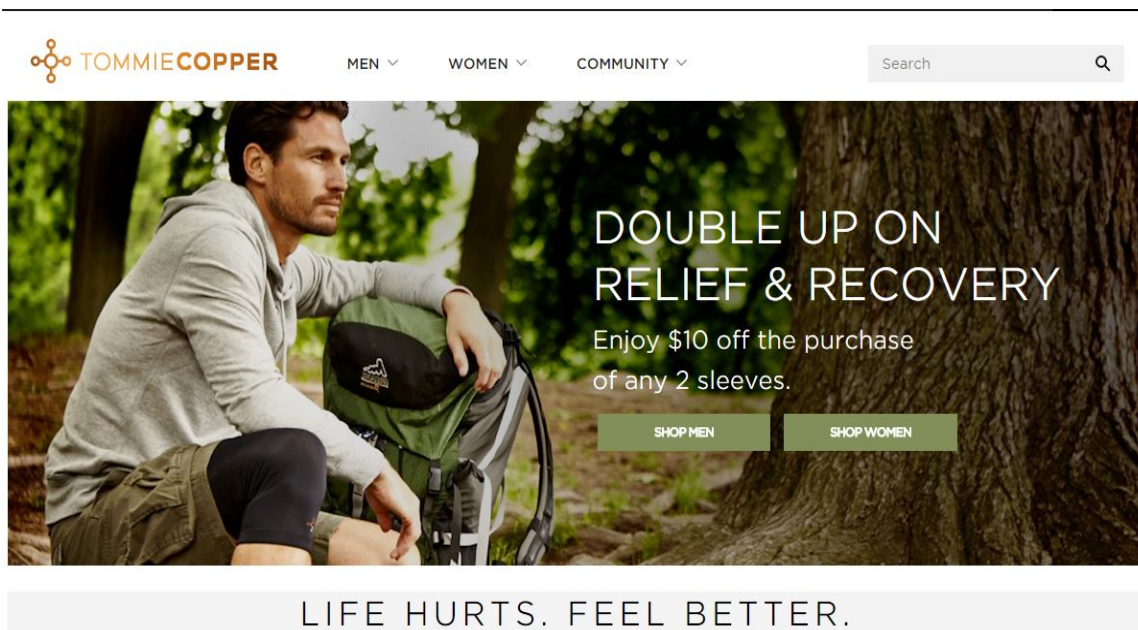 TOMMIECOPPER
MEN
WOMEN
COMMUNITY
Search
DOUBLE UP ON
RELIEF & RECOVERY
Enjoy $10 off the purchase
of any 2 sleeves.
SHOP MEN
SHOP WOMEN
LIFE HURTS. FEEL BETTER.